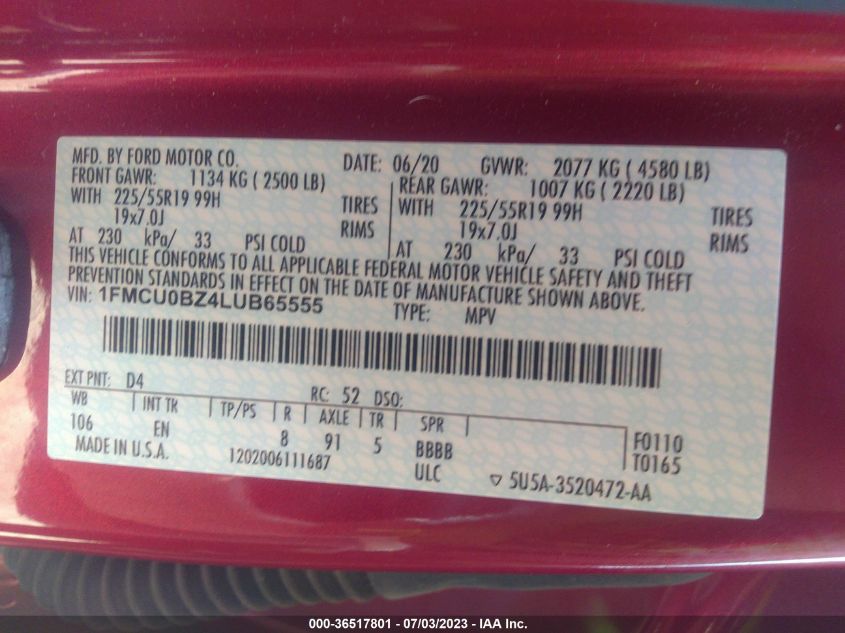 MFD. BY FORD MOTOR CO. DATE: 06/20 GVWR: 2077 KG ( 4580 LB)
FRONT GAWR: 1134 KG ( 2500 LB) REAR GAWR: 1007 KG ( 2220 LB)
WITH 225/55R19 99H TIRES WITH 225/55R19 99H TIRES
19x7.0J RIMS 19x7.0J RIMS
AT 230 kPa/ 33 PSI COLD AT 230 kPa/ 33 PSI COLD
THIS VEHICLE CONFORMS TO ALL APPLICABLE FEDERAL MOTOR VEHICLE SAFETY AND THEFT
PREVENTION STANDARDS IN EFFECT ON THE DATE OF MANUFACTURE SHOWN ABOVE.
VIN: 1FMCU0BZ4LUB65555 TYPE: MPV
EXT PNT: D4 RC: 52 DSO:
WB INT TR TP/PS R AXLE TR SPR
106 EN 8 91 5 BBBB F0110
MADE IN U.S.A. 1202006111687 ULC T0165
5U5A-3520472-AA
000-36517801 - 07/03/2023 - IAA Inc.